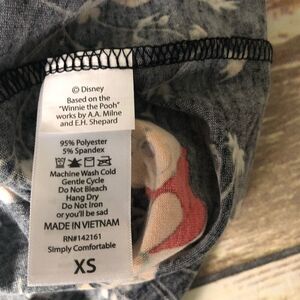 © Disney
Based on the
"Winnie the Pooh"
works by A.A. Milne
and E.H. Shepard
95% Polyester
5% Spandex
Machine Wash Cold
Gentle Cycle
Do Not Bleach
Hang Dry
Do Not Iron
or you'll be sad
MADE IN VIETNAM
RN#142161
Simply Comfortable
XS